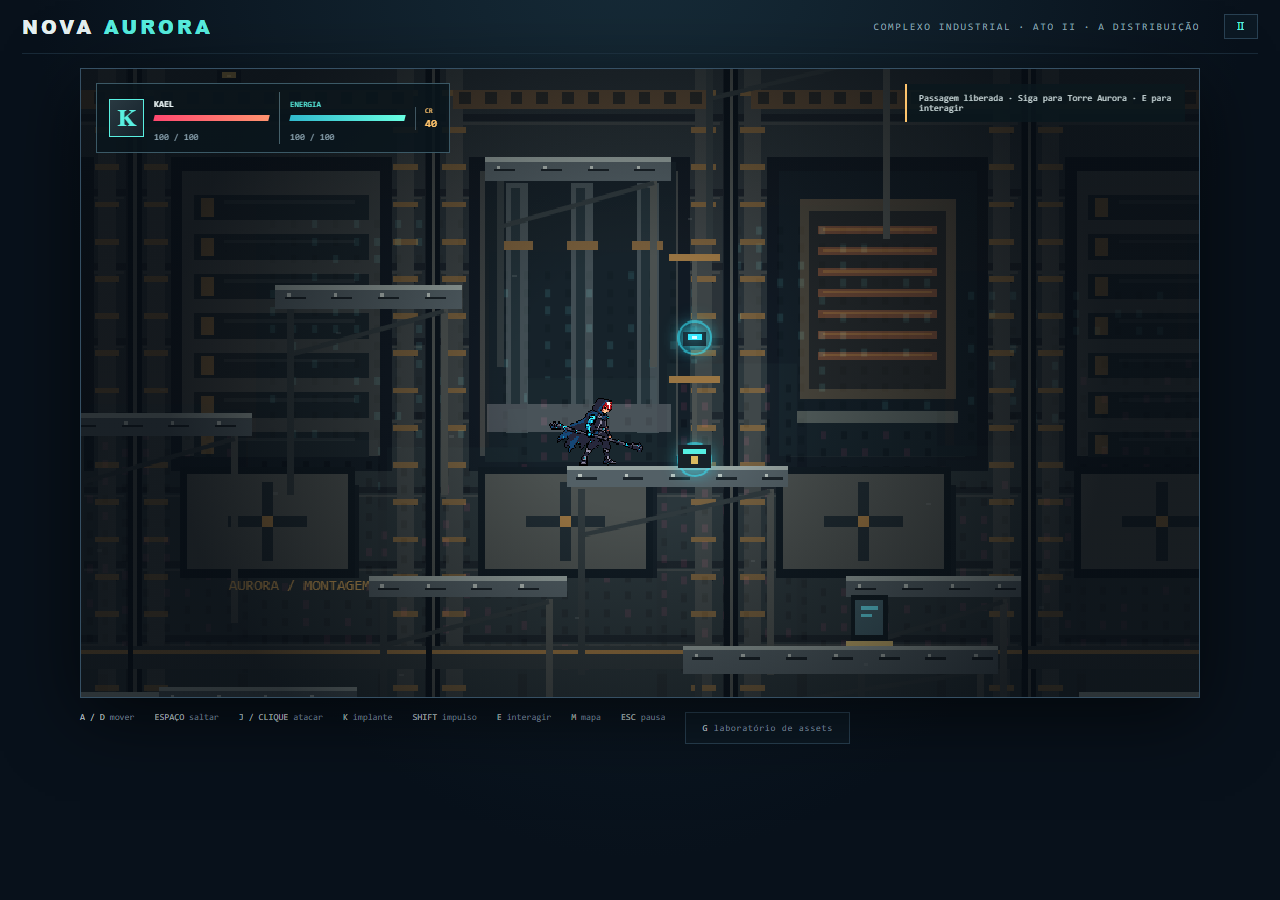 NOVA AURORA
COMPLEXO INDUSTRIAL · ATO II · A DISTRIBUIÇÃO
II
K
KAEL
100 / 100
ENERGIA
100 / 100
CR
40
Passagem liberada · Siga para Torre Aurora · E para
interagir
AURORA / MONTAGEM
A / D mover
ESPAÇO saltar
J / CLIQUE atacar
K implante
SHIFT impulso
E interagir
M mapa
ESC pausa
G laboratório de assets